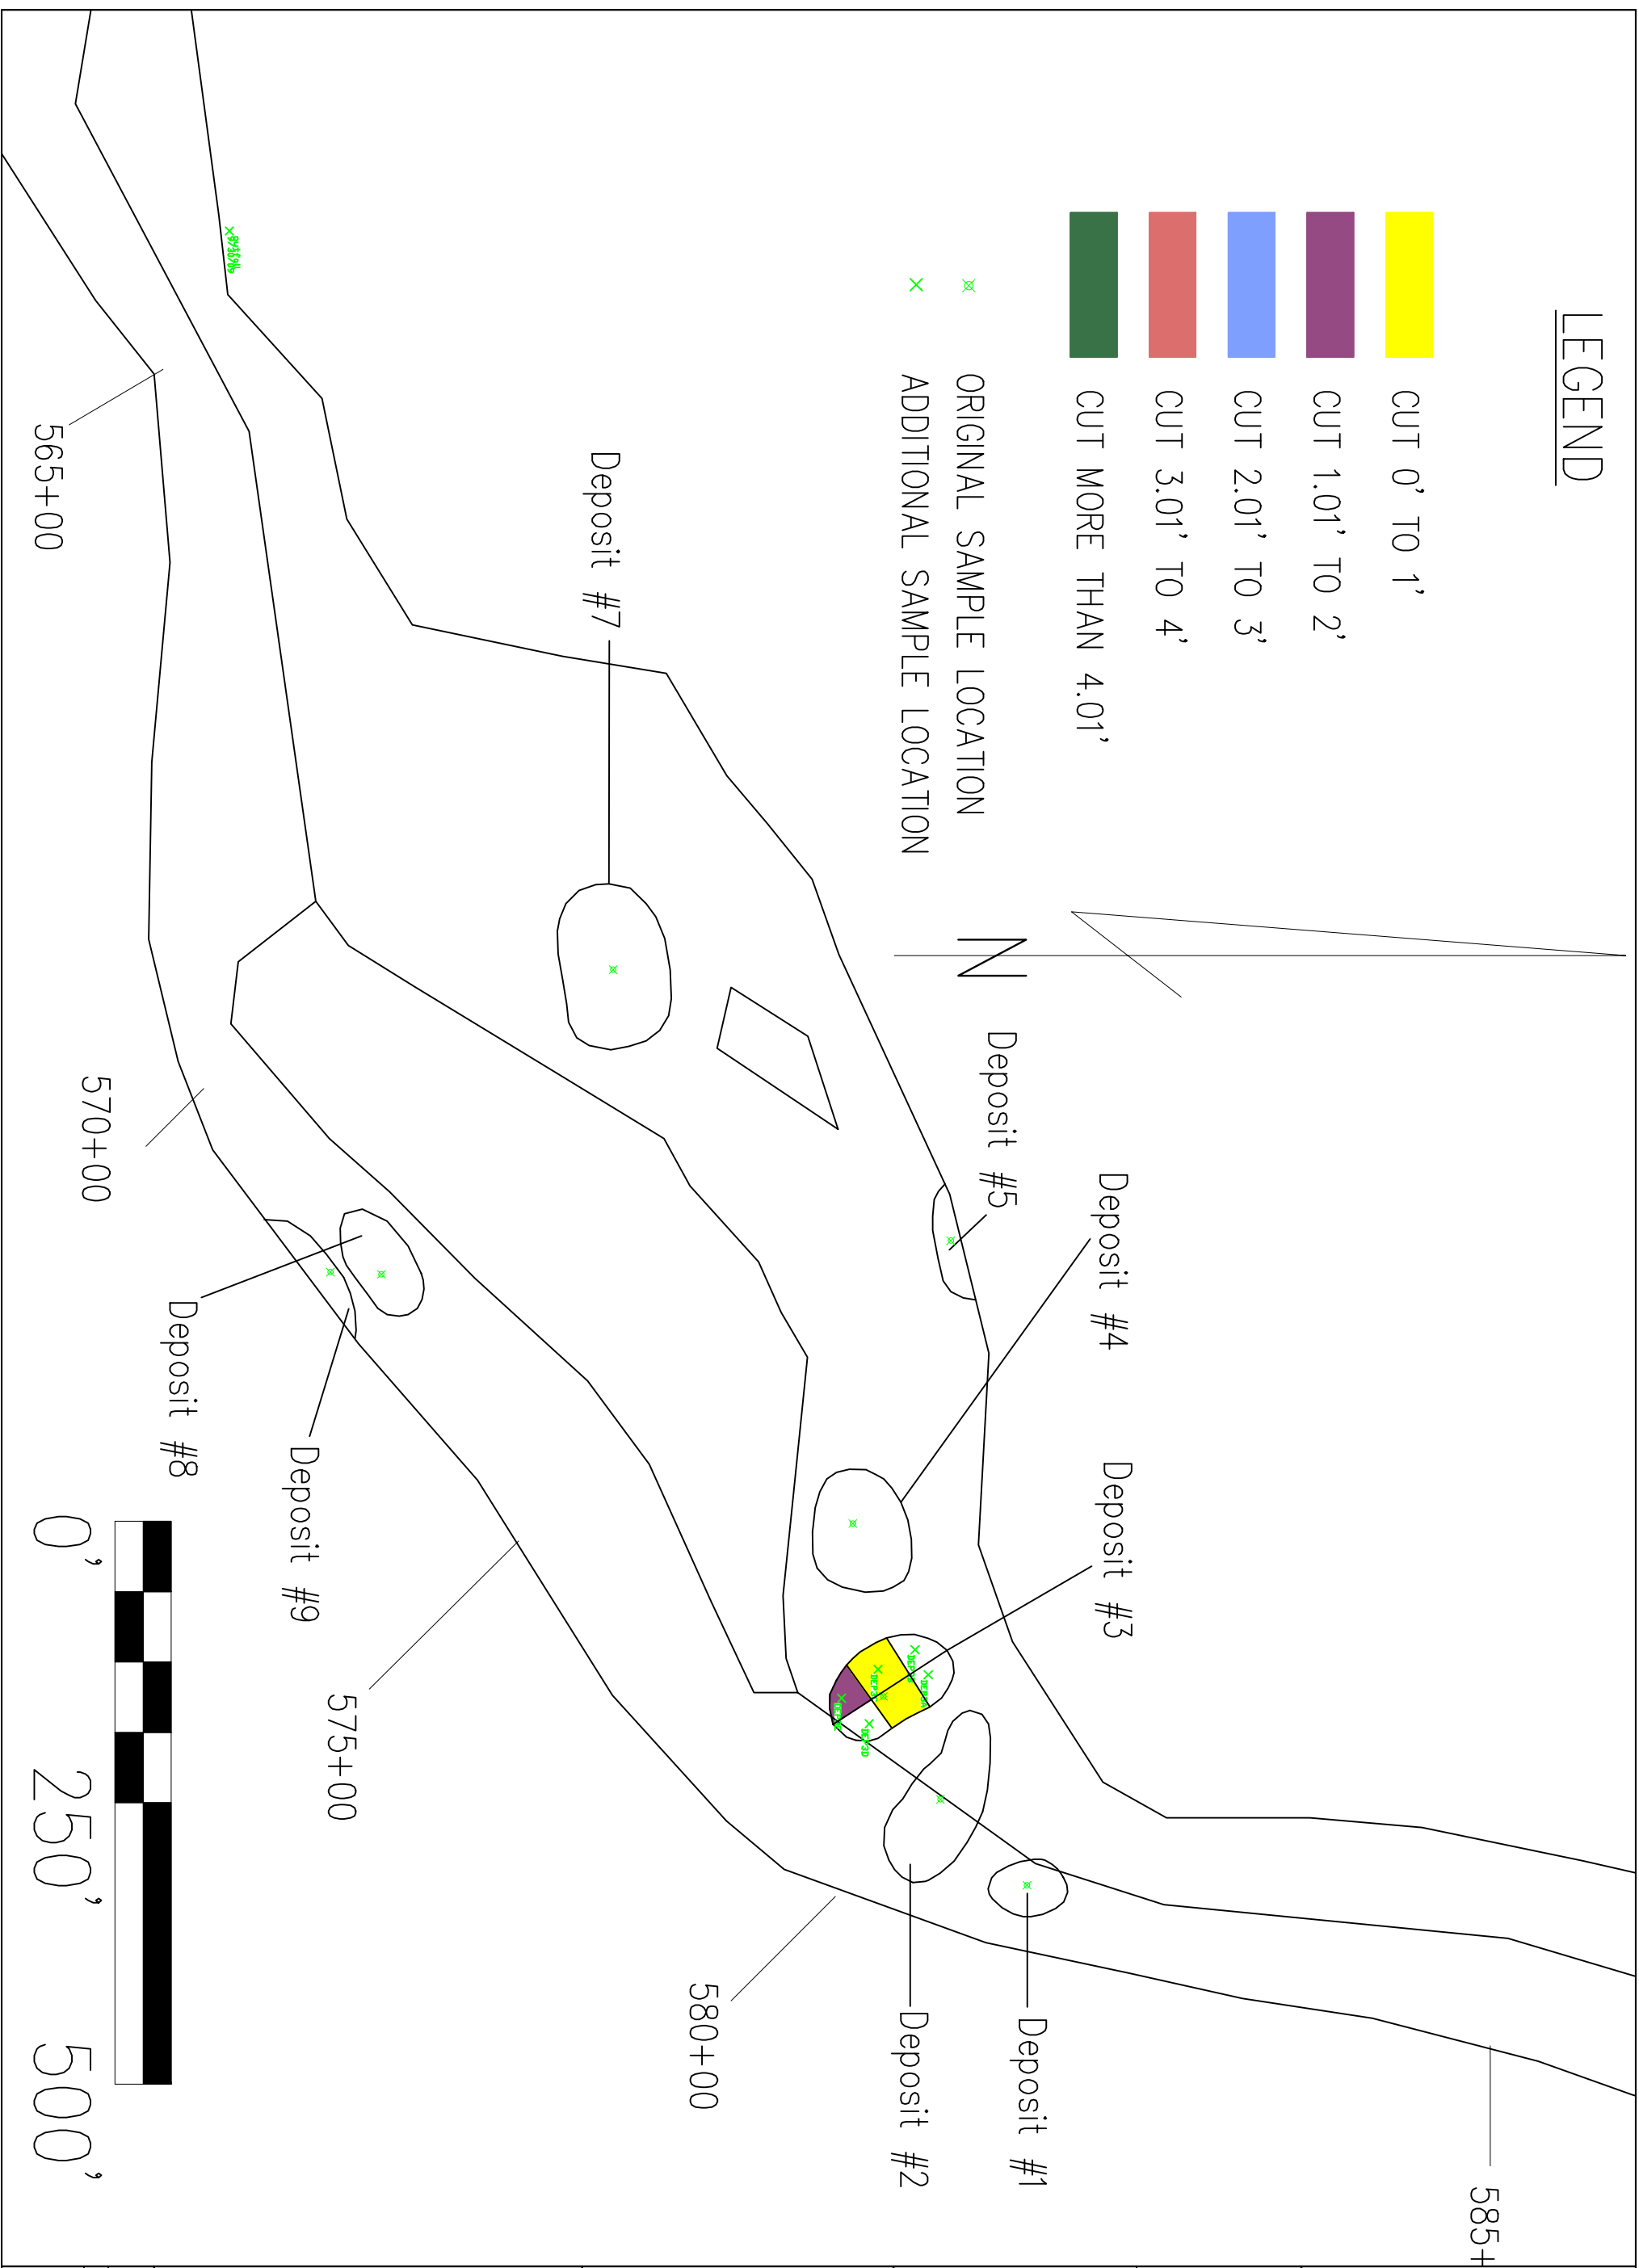 LEGEND
CUT 0' TO 1'
CUT 1.01' TO 2'
CUT 2.01' TO 3'
CUT 3.01' TO 4'
CUT MORE THAN 4.01'
ORIGINAL SAMPLE LOCATION
ADDITIONAL SAMPLE LOCATION
N
585+
Deposit #4
Deposit #3
Deposit #5
Deposit #1
Deposit #2
DEP3D
Deposit #7
580+00
575+00
Deposit #9
Deposit #8
570+00
565+00
0' 250' 500'